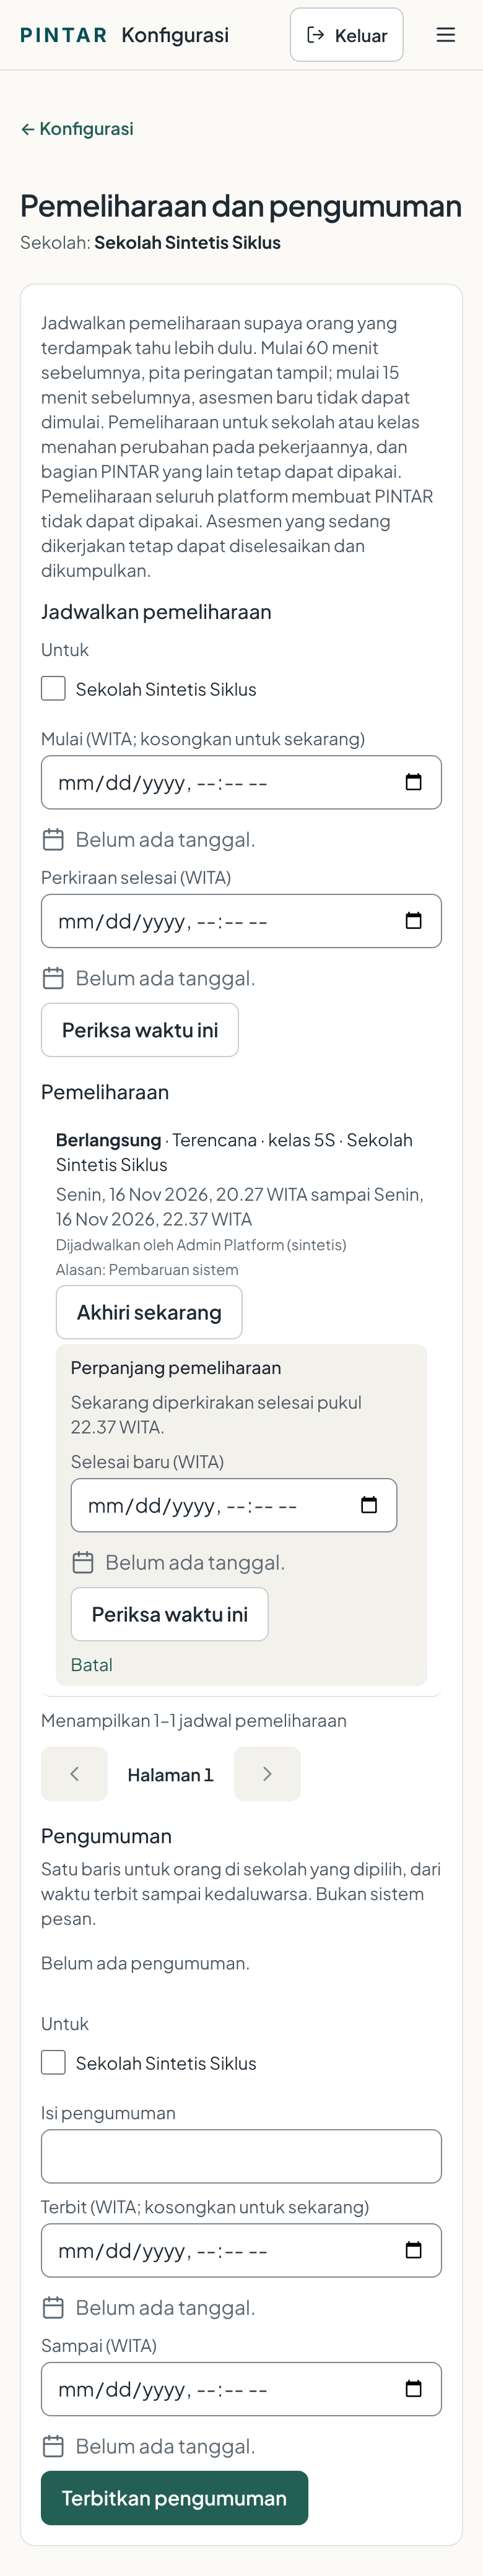 PINTAR Konfigurasi
Keluar
← Konfigurasi
Pemeliharaan dan pengumuman
Sekolah: Sekolah Sintetis Siklus
Jadwalkan pemeliharaan supaya orang yang
terdampak tahu lebih dulu. Mulai 60 menit
sebelumnya, pita peringatan tampil; mulai 15
menit sebelumnya, asesmen baru tidak dapat
dimulai. Pemeliharaan untuk sekolah atau kelas
menahan perubahan pada pekerjaannya, dan
bagian PINTAR yang lain tetap dapat dipakai.
Pemeliharaan seluruh platform membuat PINTAR
tidak dapat dipakai. Asesmen yang sedang
dikerjakan tetap dapat diselesaikan dan
dikumpulkan.
Jadwalkan pemeliharaan
Untuk
Sekolah Sintetis Siklus
Mulai (WITA; kosongkan untuk sekarang)
mm/dd/yyyy, --:-- --
Belum ada tanggal.
Perkiraan selesai (WITA)
mm/dd/yyyy, --:-- --
Belum ada tanggal.
Periksa waktu ini
Pemeliharaan
Berlangsung · Terencana · kelas 5S · Sekolah
Sintetis Siklus
Senin, 16 Nov 2026, 20.27 WITA sampai Senin,
16 Nov 2026, 22.37 WITA
Dijadwalkan oleh Admin Platform (sintetis)
Alasan: Pembaruan sistem
Akhiri sekarang
Perpanjang pemeliharaan
Sekarang diperkirakan selesai pukul
22.37 WITA.
Selesai baru (WITA)
mm/dd/yyyy, --:-- --
Belum ada tanggal.
Periksa waktu ini
Batal
Menampilkan 1–1 jadwal pemeliharaan
Halaman 1
Pengumuman
Satu baris untuk orang di sekolah yang dipilih, dari
waktu terbit sampai kedaluwarsa. Bukan sistem
pesan.
Belum ada pengumuman.
Untuk
Sekolah Sintetis Siklus
Isi pengumuman
Terbit (WITA; kosongkan untuk sekarang)
mm/dd/yyyy, --:-- --
Belum ada tanggal.
Sampai (WITA)
mm/dd/yyyy, --:-- --
Belum ada tanggal.
Terbitkan pengumuman